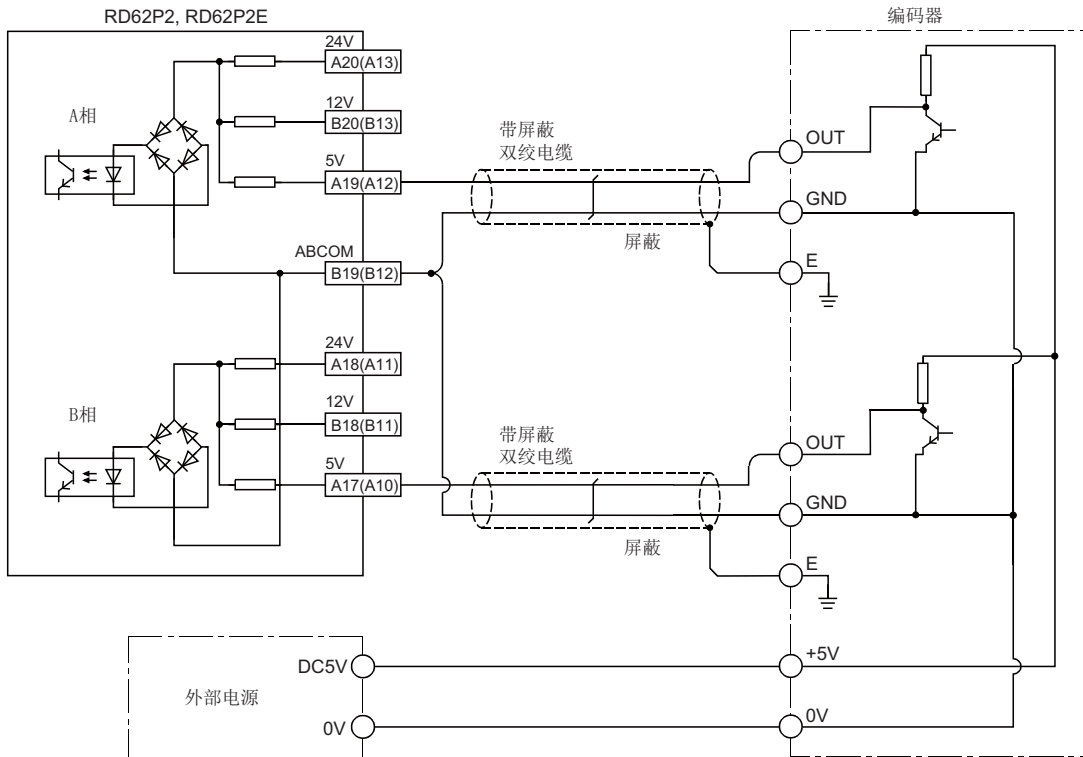 RD62P2, RD62P2E
编码器
24V
A20(A13)
A相
12V
B20(B13)
带屏蔽
双绞电缆
OUT
5V
A19(A12)
GND
屏蔽
ABCOM
B19(B12)
E
24V
A18(A11)
B相
12V
B18(B11)
带屏蔽
双绞电缆
OUT
5V
A17(A10)
GND
屏蔽
E
DC5V
+5V
外部电源
0V
0V